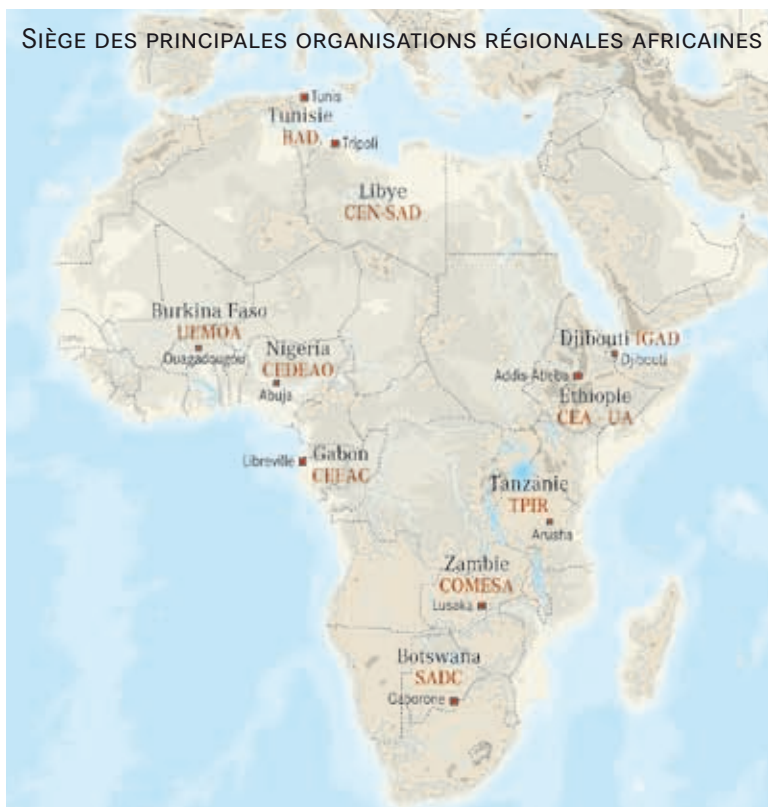 SIÈGE DES PRINCIPALES ORGANISATIONS RÉGIONALES AFRICAINES
Tunis
Tunisie
BAD
Tripoli
Libye
CEN-SAD
Burkina Faso
UEMOA
Ouagadougou
Nigeria
CEDEAO
Abuja
Djibouti IGAD
Djibouti
Addis-Abeba
Ethiopie
CEA UA
Libreville
Gabon
CEEAC
Tanzanie
TPIR
Arusha
Zambie
COMESA
Lusaka
Botswana
SADC
Gaborone